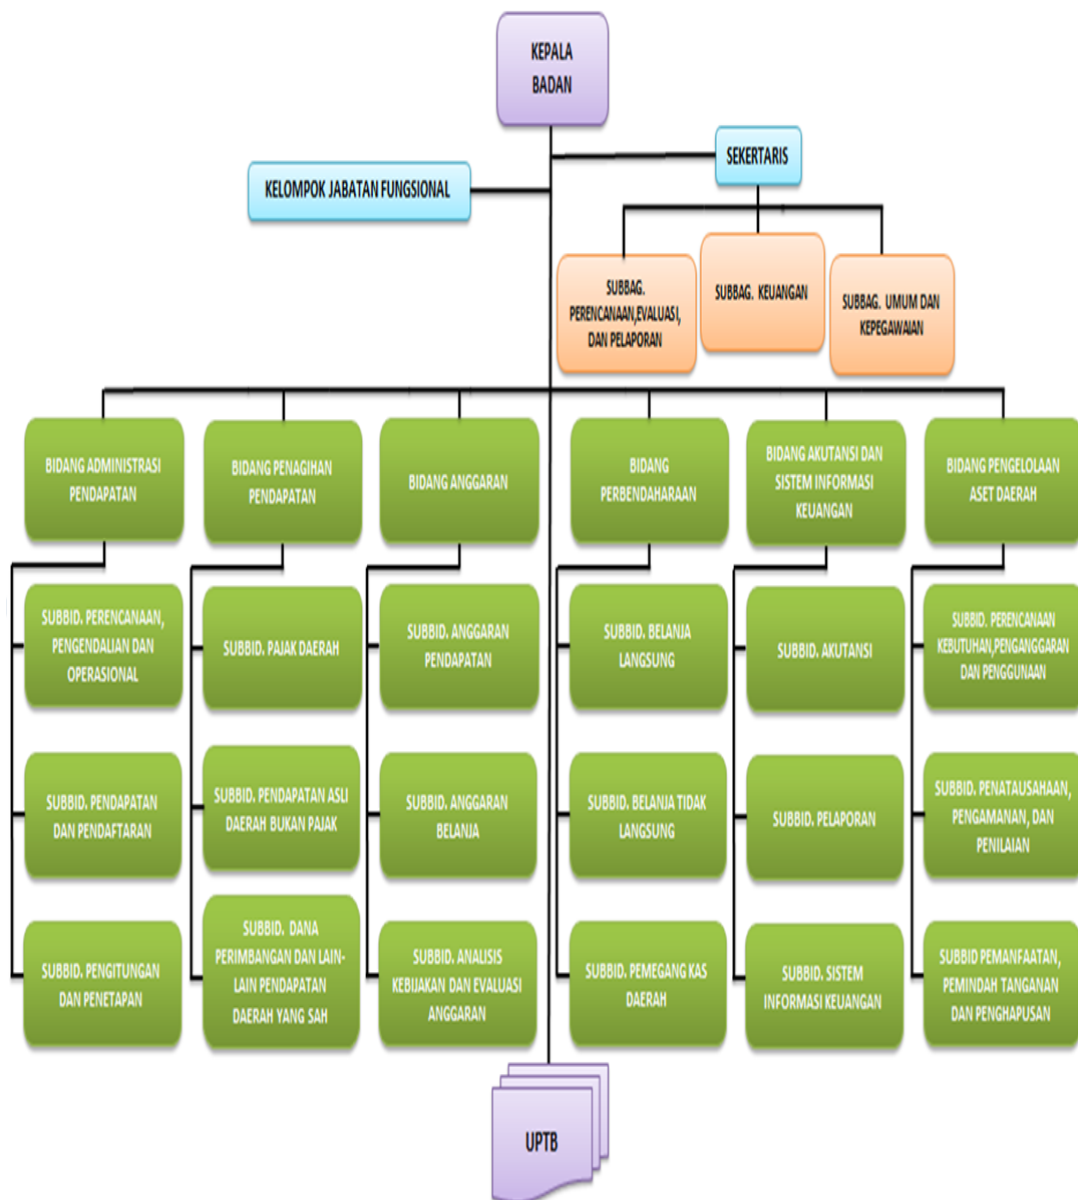 KEPALA
BADAN
SEKERTARIS
KELOMPOK JABATAN FUNGSIONAL
SUBBAG.
PERENCANAAN,EVALUASI,
DAN PELAPORAN
SUBBAG. KEUANGAN
SUBBAG. UMUM DAN
KEPEGAWAIAN
BIDANG ADMINISTRASI
PENDAPATAN
BIDANG PENAGIHAN
PENDAPATAN
BIDANG ANGGARAN
BIDANG
PERBENDAHARAAN
BIDANG AKUTANSI DAN
SISTEM INFORMASI
KEUANGAN
BIDANG PENGELOLAAN
ASET DAERAH
SUBBID. PERENCANAAN,
PENGENDALIAN DAN
OPERASIONAL
SUBBID. PAJAK DAERAH
SUBBID. ANGGARAN
PENDAPATAN
SUBBID. BELANJA
LANGSUNG
SUBBID. AKUTANSI
SUBBID. PERENCANAAN
KEBUTUHAN,PENGANGGARAN
DAN PENGGUNAAN
SUBBID. PENDAPATAN
DAN PENDAFTARAN
SUBBID. PENDAPATAN ASLI
DAERAH BUKAN PAJAK
SUBBID. ANGGARAN
BELANJA
SUBBID. BELANJA TIDAK
LANGSUNG
SUBBID. PELAPORAN
SUBBID. PENATAUSAHAAN,
PENGAMANAN, DAN
PENILAIAN
SUBBID. PENGITUNGAN
DAN PENETAPAN
SUBBID. DANA
PERIMBANGAN DAN LAIN-
LAIN PENDAPATAN
DAERAH YANG SAH
SUBBID. ANALISIS
KEBIJAKAN DAN EVALUASI
ANGGARAN
SUBBID. PEMEGANG KAS
DAERAH
SUBBID. SISTEM
INFORMASI KEUANGAN
SUBBID PEMANFAATAN,
PEMINDAH TANGANAN
DAN PENGHAPUSAN
UPTB